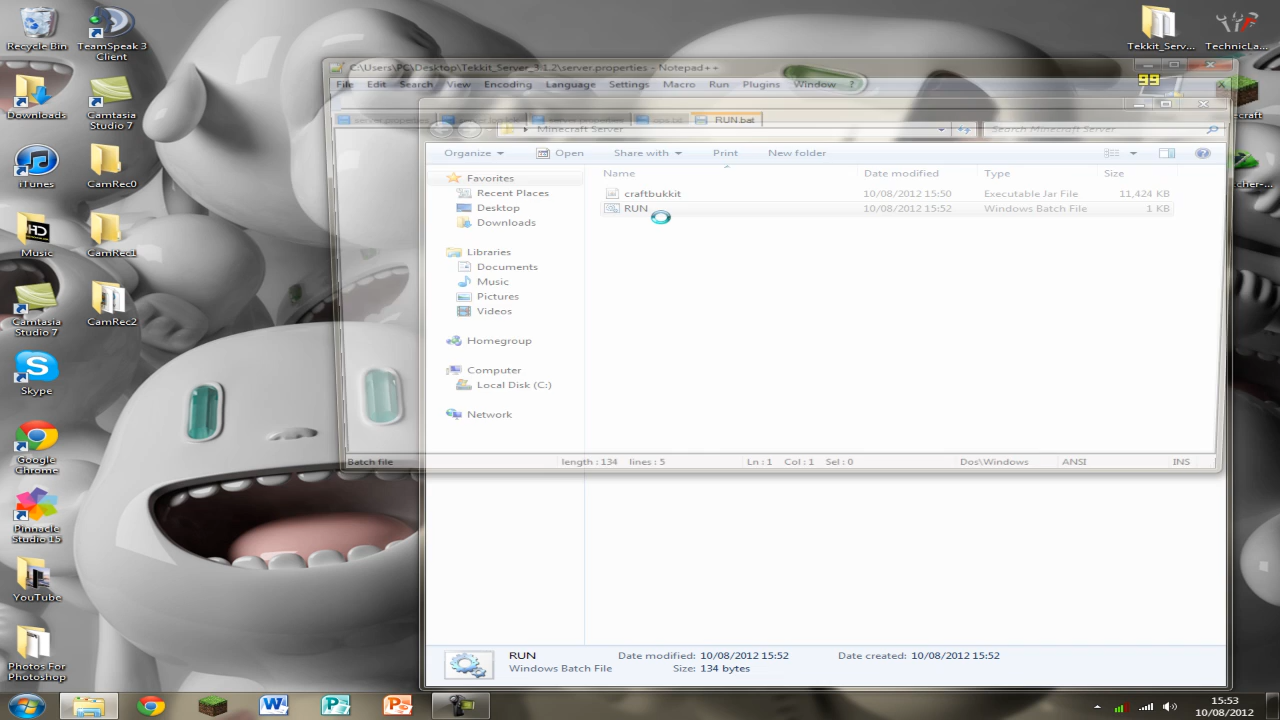 Recycle Bin
TeamSpeak 3
Client
Downloads
Camtasia
Studio 7
iTunes
CamRec0
Music
CamRec1
Camtasia
Studio 7
CamRec2
Skype
Google
Chrome
Pinnacle
Studio 15
YouTube
Photos For
Photoshop
Tekkit_Serv...
TechnicLa...
99
C:\Users\PC\Desktop\Tekkit_Server_3.1.2\server.properties - Notepad++
File Edit Search View Encoding Language Settings Macro Run Plugins Window ?
RUN.bat
Minecraft Server
Search Minecraft Server
Organize Open Share with Print New folder
Name Date modified Type Size
craftbukkit 10/08/2012 15:50 Executable Jar File 11,424 KB
RUN 10/08/2012 15:52 Windows Batch File 1 KB
Favorites
Recent Places
Desktop
Downloads
Libraries
Documents
Music
Pictures
Videos
Homegroup
Computer
Local Disk (C:)
Network
Batch file length : 134 lines : 5 Ln : 1 Col : 1 Sel : 0 Dos\Windows ANSI INS
RUN Date modified: 10/08/2012 15:52 Date created: 10/08/2012 15:52
Windows Batch File Size: 134 bytes
15:53
10/08/2012